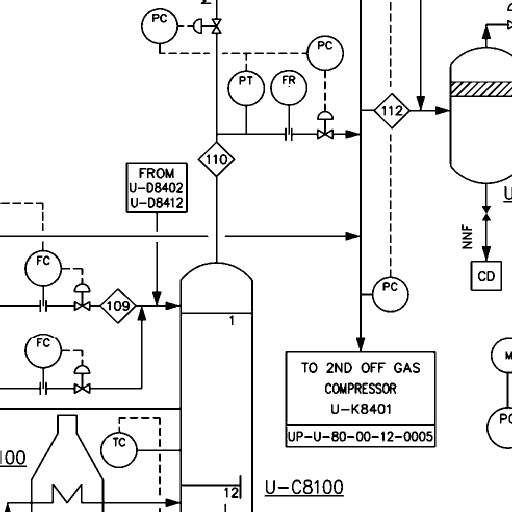 PC
PC
PT
FR
112
110
FROM
U-D8402
U-D8412
NNF
FC
CD
PC
109
1
FC
TO 2ND OFF GAS
COMPRESSOR
U-K8401
UP-U-80-00-12-0005
M
PC
TC
100
12
U-C8100